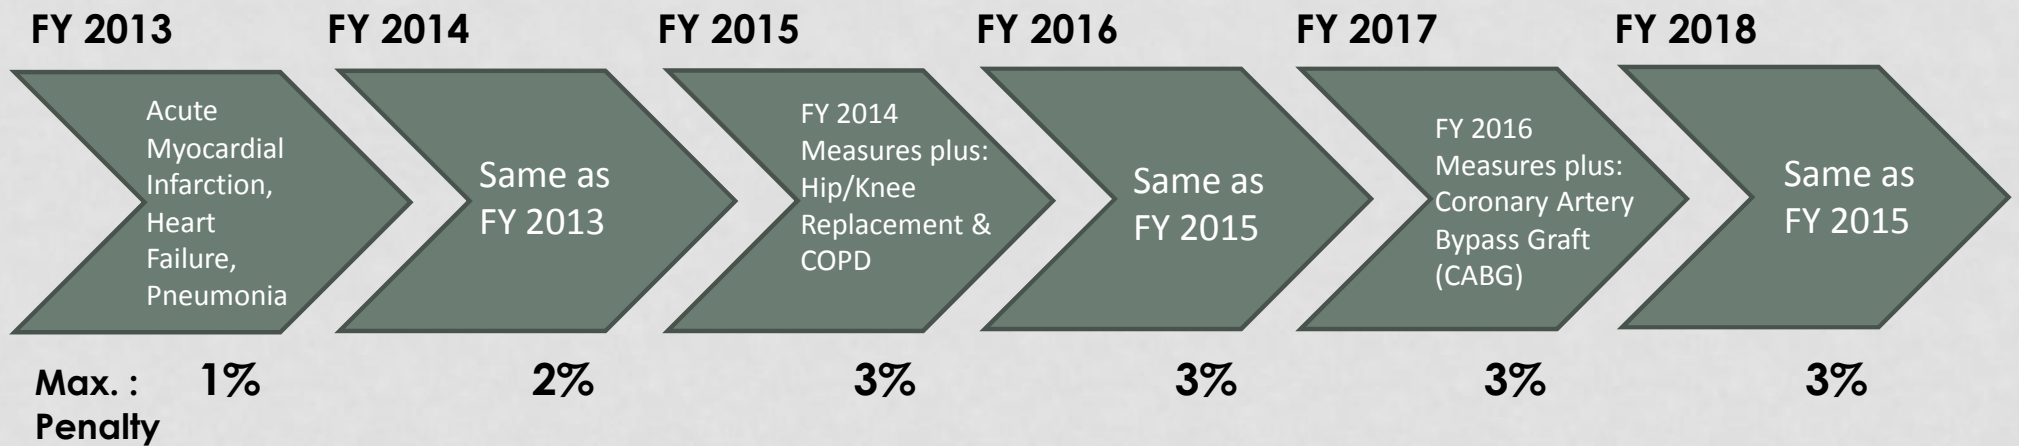 FY 2013
FY 2014
FY 2015
FY 2016
FY 2017
FY 2018
Acute
Myocardial
Infarction,
Heart
Failure,
Pneumonia
Same as
FY 2013
FY 2014
Measures plus:
Hip/Knee
Replacement &
COPD
Same as
FY 2015
FY 2016
Measures plus:
Coronary Artery
Bypass Graft
(CABG)
Same as
FY 2015
Max. : 1% 2% 3% 3% 3% 3%
Penalty